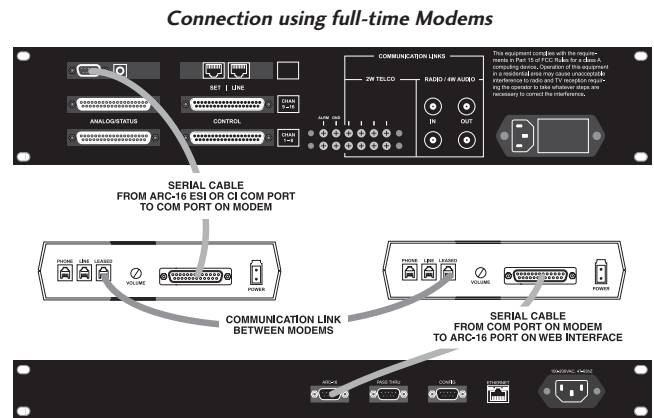 Connection using full-time Modems
COMMUNICATION LINKS
2W TELCO
RADIO / 4W AUDIO
This equipment complies with the require-
ments in Part 15 of FCC Rules for a class A
computing device. Operation of this equipment
in a residential area may cause unacceptable
interference to radio and TV reception requir-
ing the operator to take whatever steps are
necessary to correct the interference.
SET | LINE
CHAN
9–16
ANALOG/STATUS
CONTROL
CHAN
1–8
ALRM GND
IN
OUT
SERIAL CABLE
FROM ARC-16 ESI OR CI COM PORT
TO COM PORT ON MODEM
PHONE LINE LEASED
VOLUME
POWER
PHONE LINE LEASED
VOLUME
POWER
COMMUNICATION LINK
BETWEEN MODEMS
SERIAL CABLE
FROM COM PORT ON MODEM
TO ARC-16 PORT ON WEB INTERFACE
ARC-16
PASS THRU
CONFIG
ETHERNET